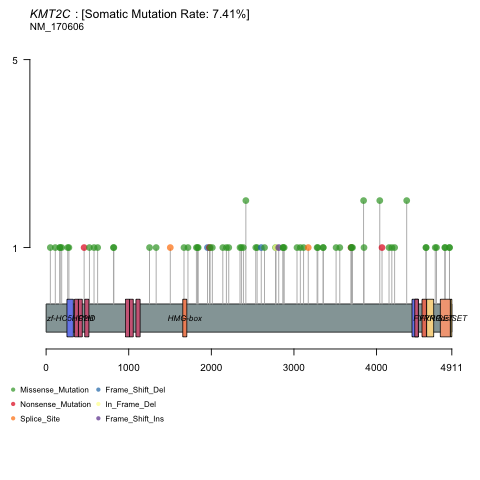 KMT2C : [Somatic Mutation Rate: 7.41%]
NM_170606
5
1
zf-HC5HC2H
HMG-box
SET
0 1000 2000 3000 4000 4911
Missense_Mutation Frame_Shift_Del
Nonsense_Mutation In_Frame_Del
Splice_Site Frame_Shift_Ins